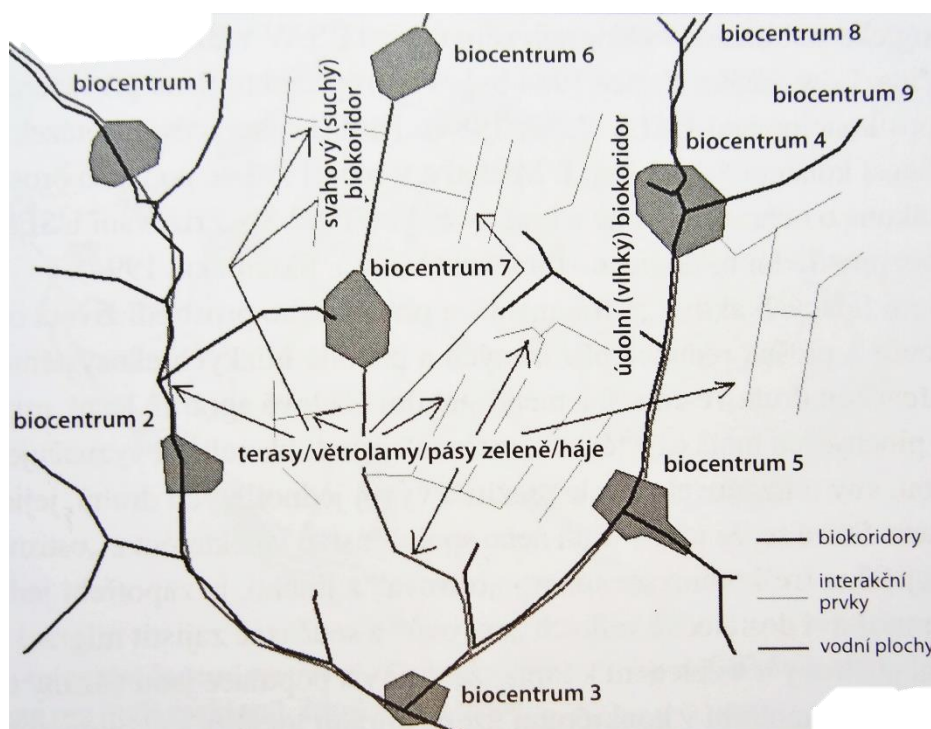 biocentrum 1
biocentrum 6
biocentrum 8
biocentrum 9
biocentrum 4
svahový (suchý)
biokoridor
údolní (vlhký) biokoridor
biocentrum 7
biocentrum 2
terasy/větrolamy/pásy zeleně/háje
biocentrum 5
biokoridory
interakční
prvky
vodní plochy
biocentrum 3